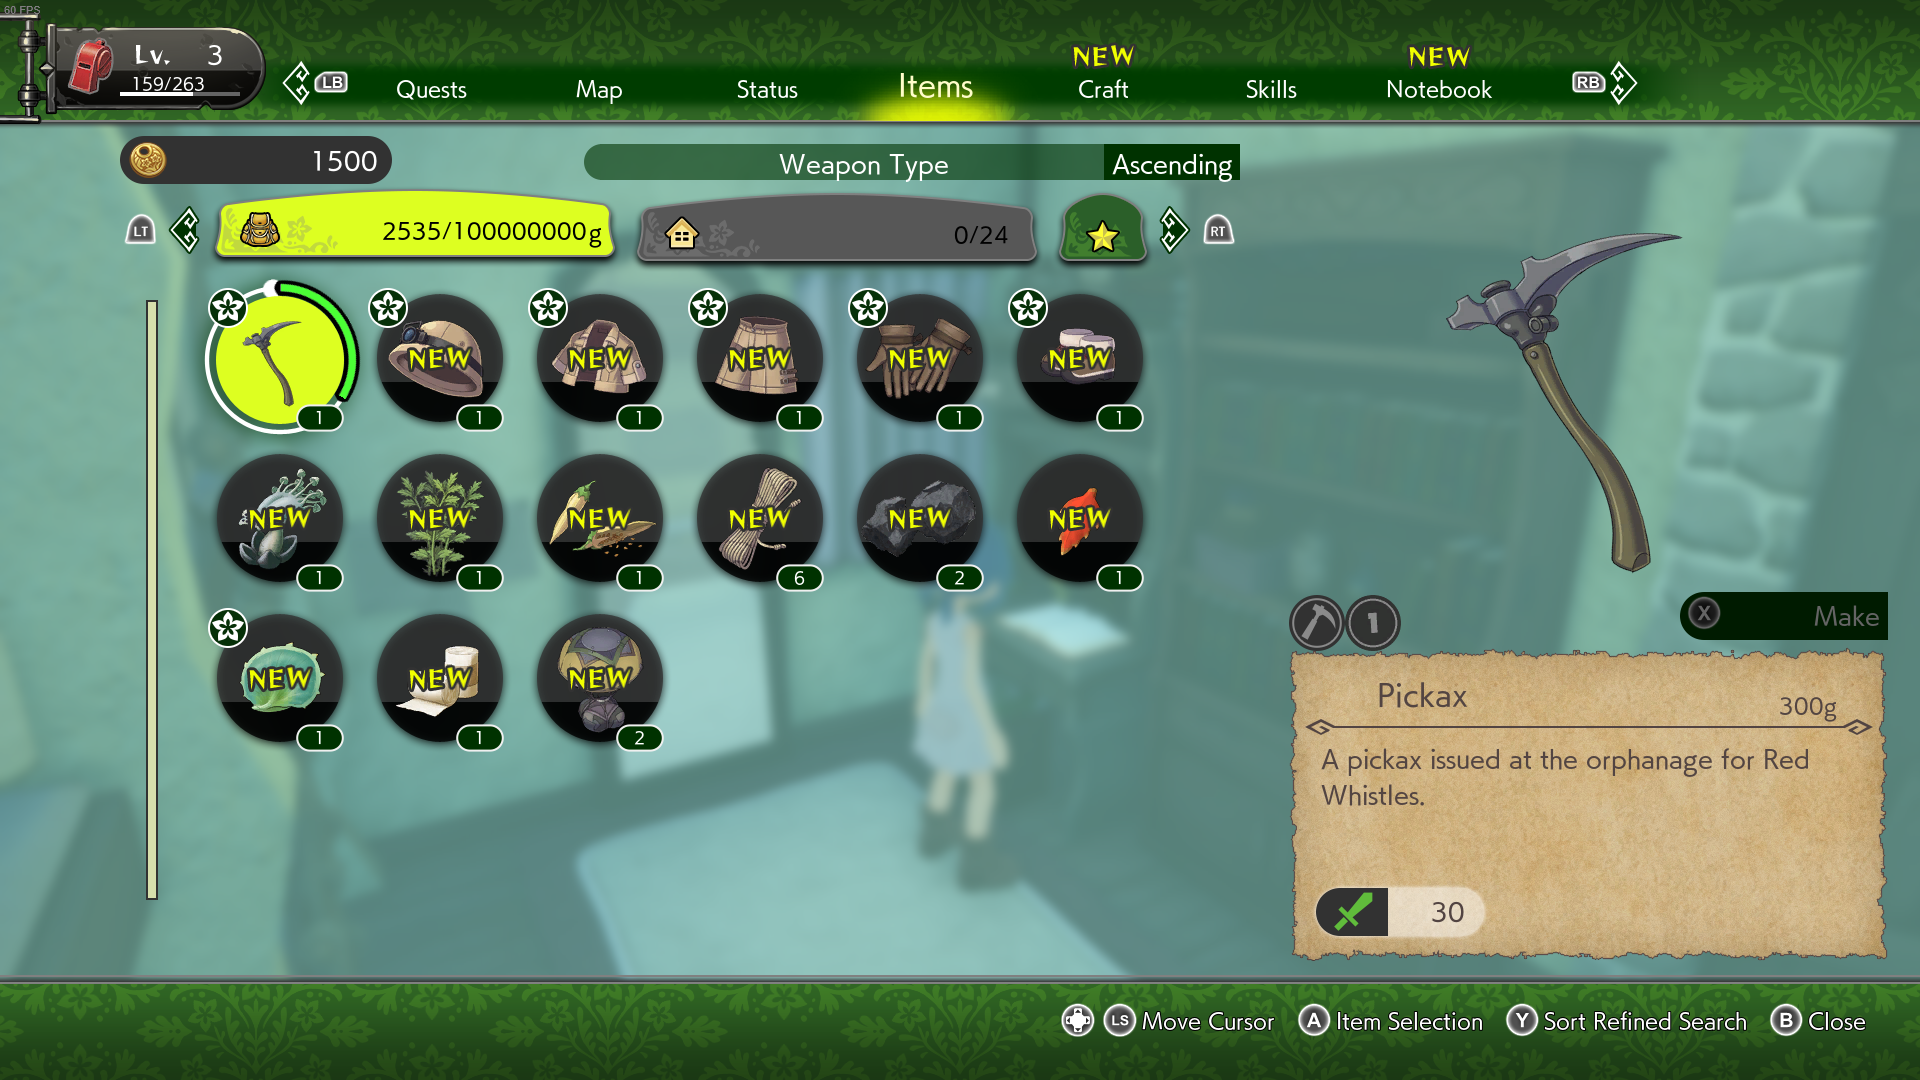 60 FPS
Lv. 3
159/263
LB
Quests
Map
Status
Items
NEW
Craft
Skills
NEW
Notebook
RB
1500
Weapon Type
Ascending
LT
2535/100000000g
0/24
RT
1
NEW
1
NEW
1
NEW
1
NEW
1
NEW
1
NEW
1
NEW
1
NEW
1
NEW
6
NEW
2
NEW
1
NEW
1
NEW
1
NEW
2
1
X Make
Pickax
300g
A pickax issued at the orphanage for Red
Whistles.
30
LS Move Cursor A Item Selection Y Sort Refined Search B Close